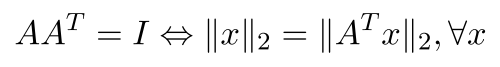 AA^T = I ⇔ ‖x‖₂ = ‖A^T x‖₂, ∀x